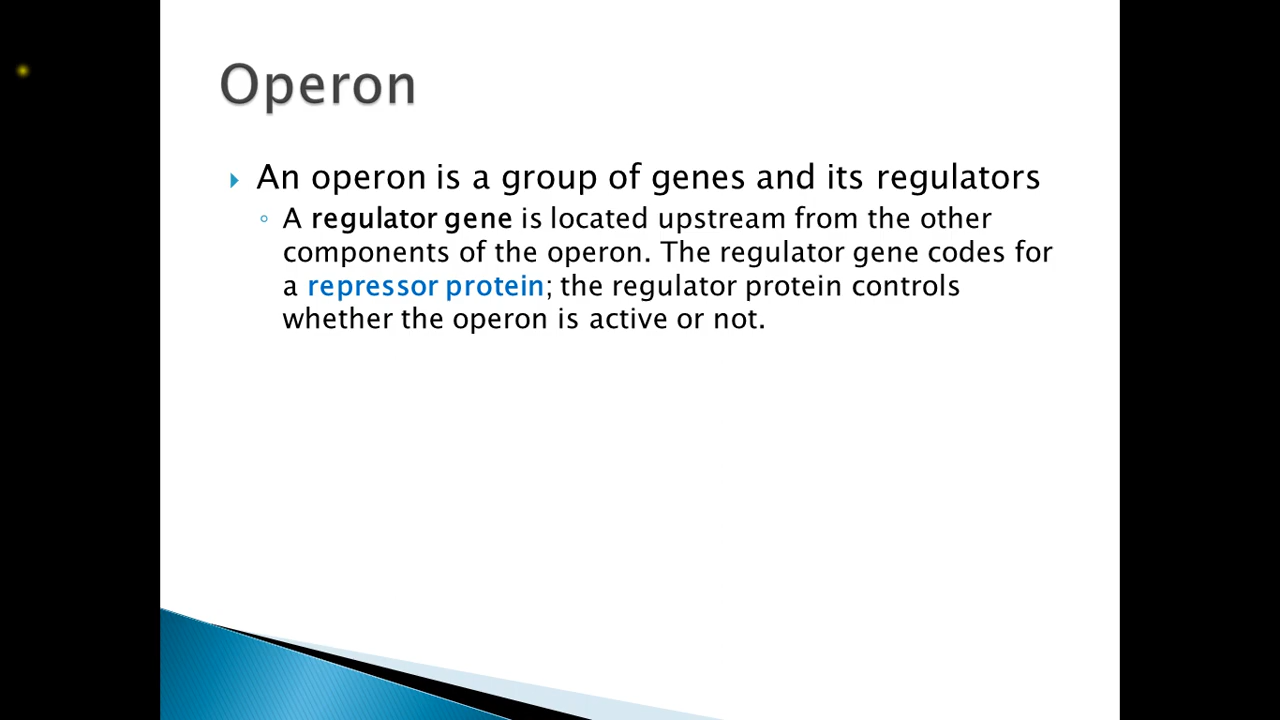 Operon
An operon is a group of genes and its regulators
A regulator gene is located upstream from the other
components of the operon. The regulator gene codes for
a repressor protein; the regulator protein controls
whether the operon is active or not.